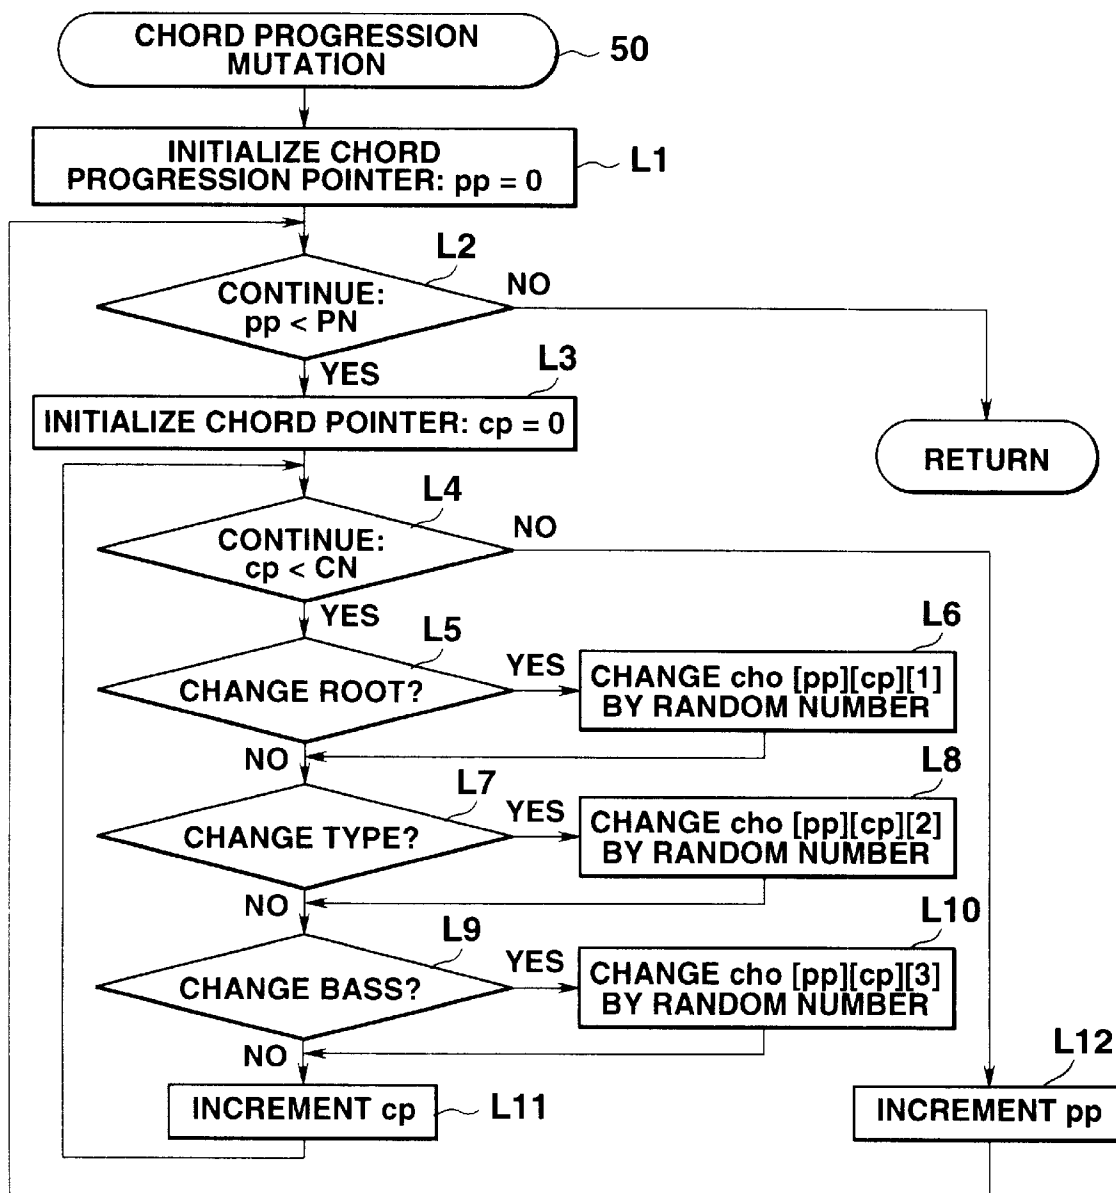 CHORD PROGRESSION
MUTATION
50
INITIALIZE CHORD
PROGRESSION POINTER: pp = 0
L1
L2
CONTINUE:
pp < PN
NO
YES
L3
INITIALIZE CHORD POINTER: cp = 0
RETURN
L4
CONTINUE:
cp < CN
NO
YES
L5
CHANGE ROOT?
YES
L6
CHANGE cho [pp][cp][1]
BY RANDOM NUMBER
NO
L7
CHANGE TYPE?
YES
L8
CHANGE cho [pp][cp][2]
BY RANDOM NUMBER
NO
L9
CHANGE BASS?
YES
L10
CHANGE cho [pp][cp][3]
BY RANDOM NUMBER
NO
INCREMENT cp
L11
L12
INCREMENT pp